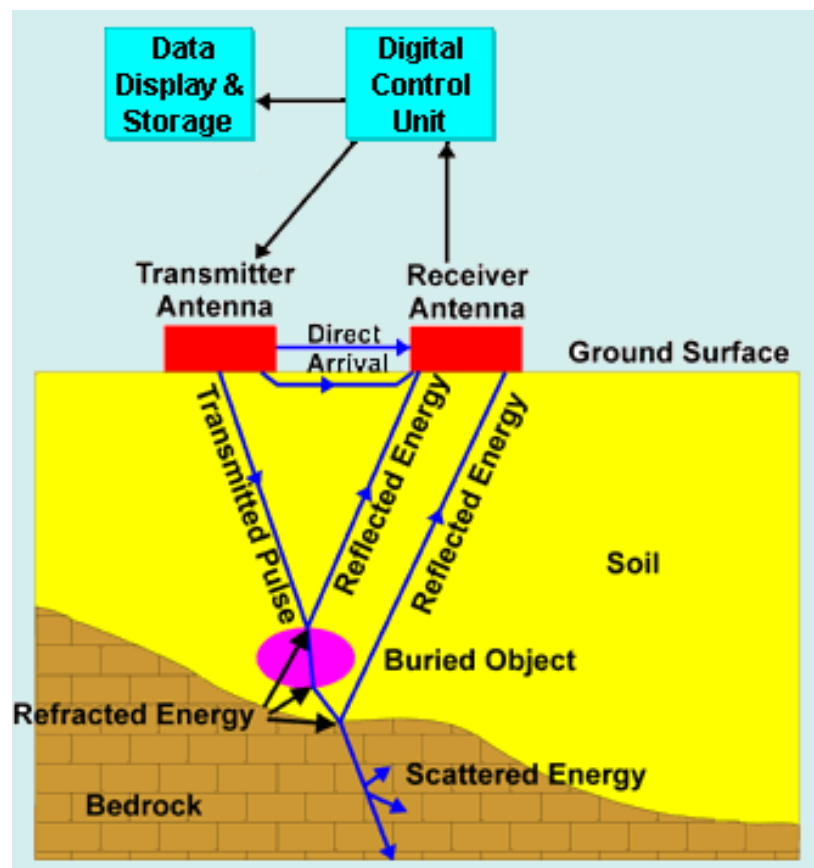 Data
Display &
Storage
Digital
Control
Unit
Transmitter
Antenna
Receiver
Antenna
Direct
Arrival
Ground Surface
Transmitted Pulse
Reflected Energy
Reflected Energy
Soil
Buried Object
Refracted Energy
Scattered Energy
Bedrock